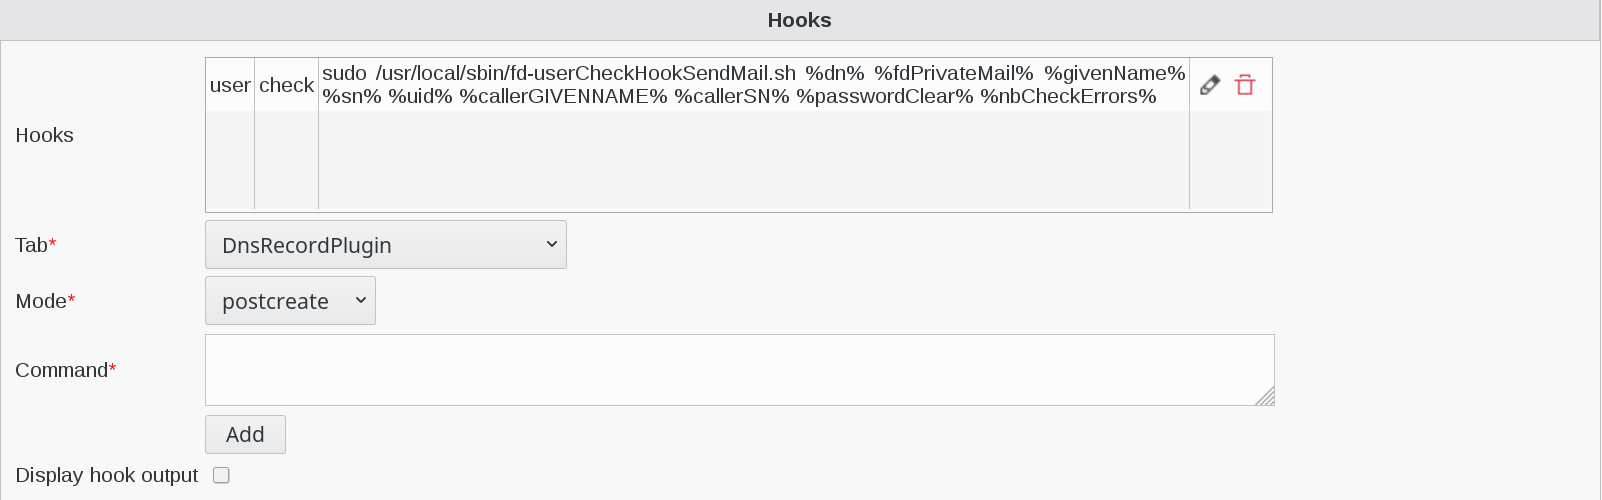 Hooks
Hooks
user check sudo /usr/local/sbin/fd-userCheckHookSendMail.sh %dn% %fdPrivateMail% %givenName%
%sn% %uid% %callerGIVENNAME% %callerSN% %passwordClear% %nbCheckErrors%
Tab* DnsRecordPlugin
Mode* postcreate
Command*
Add
Display hook output